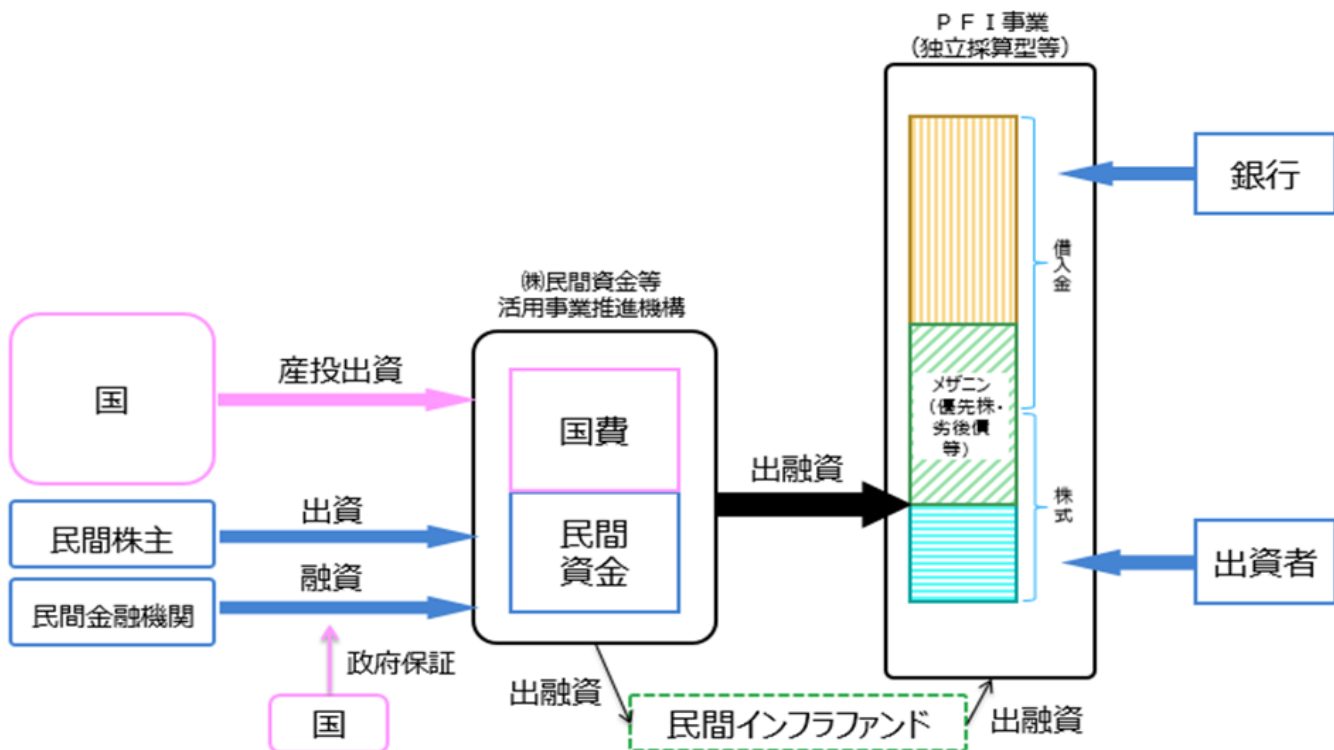 ＰＦＩ事業
（独立採算型等）
銀行
借入金
㈱民間資金等
活用事業推進機構
国
産投出資
国費
メザニン
（優先株・
劣後債
等）
出融資
株式
民間株主
出資
民間
資金
出資者
民間金融機関
融資
政府保証
国
出融資
民間インフラファンド
出融資